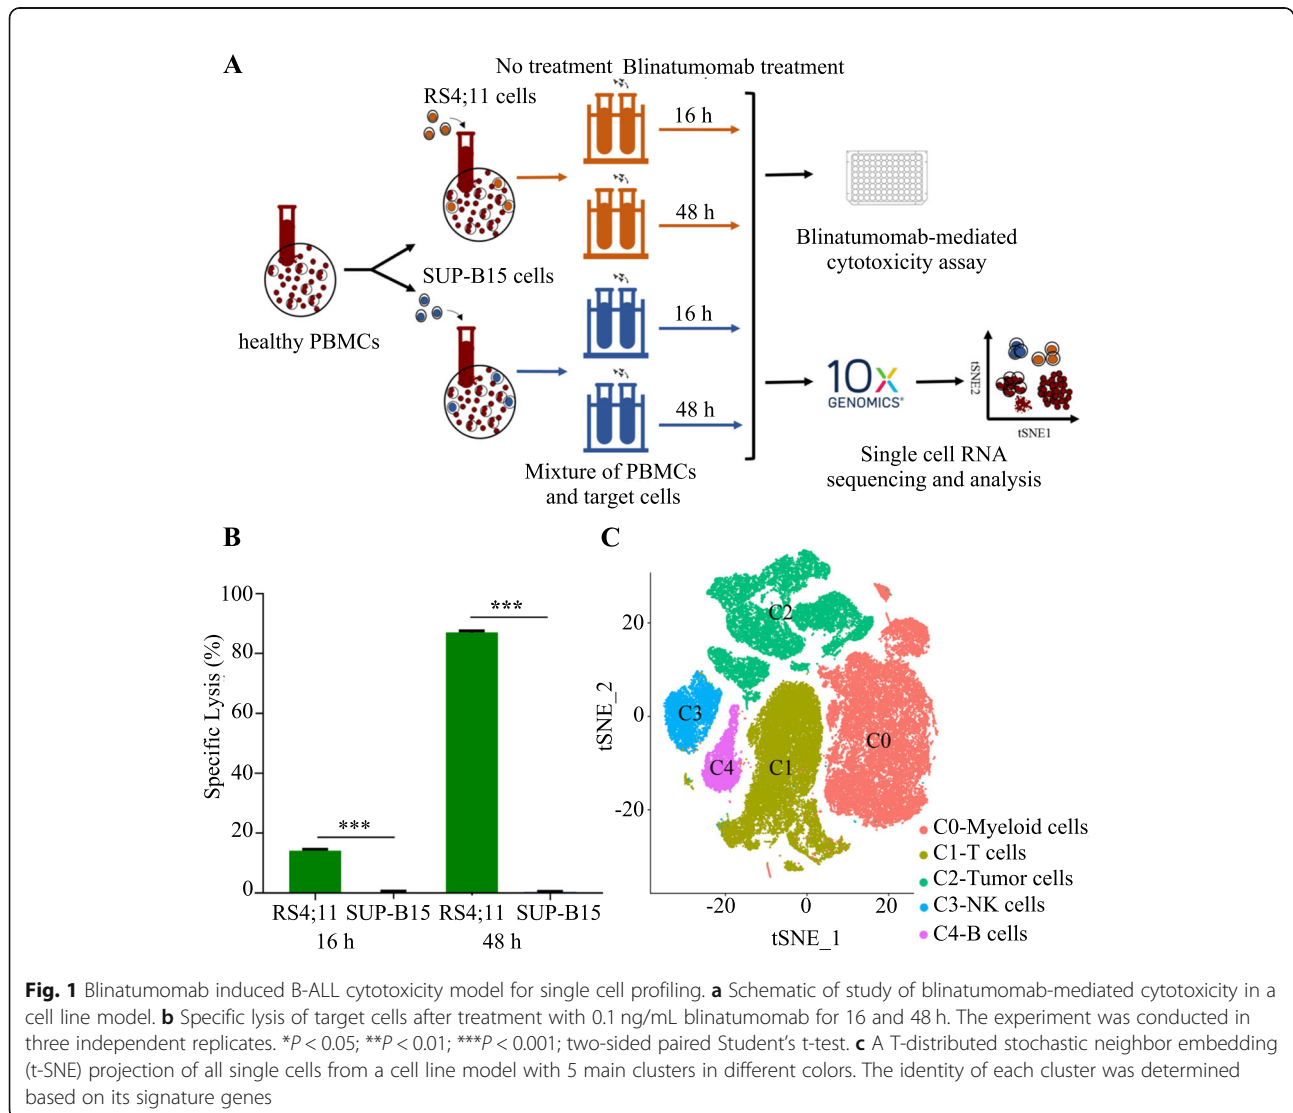 A
No treatment Blinatumomab treatment
RS4;11 cells
16 h
48 h
Blinatumomab-mediated
cytotoxicity assay
SUP-B15 cells
healthy PBMCs
16 h
48 h
10x
GENOMICS®
tSNE2
tSNE1
Mixture of PBMCs
and target cells
Single cell RNA
sequencing and analysis
B
Specific Lysis (%)
100
80
60
40
20
0
***
***
RS4;11 SUP-B15 RS4;11 SUP-B15
16 h 48 h
C
tSNE_2
20
0
-20
C2
C3
C4
C1
C0
-20 0 20
tSNE_1
C0-Myeloid cells
C1-T cells
C2-Tumor cells
C3-NK cells
C4-B cells
Fig. 1 Blinatumomab induced B-ALL cytotoxicity model for single cell profiling. a Schematic of study of blinatumomab-mediated cytotoxicity in a
cell line model. b Specific lysis of target cells after treatment with 0.1 ng/mL blinatumomab for 16 and 48 h. The experiment was conducted in
three independent replicates. *P < 0.05; **P < 0.01; ***P < 0.001; two-sided paired Student's t-test. c A T-distributed stochastic neighbor embedding
(t-SNE) projection of all single cells from a cell line model with 5 main clusters in different colors. The identity of each cluster was determined
based on its signature genes